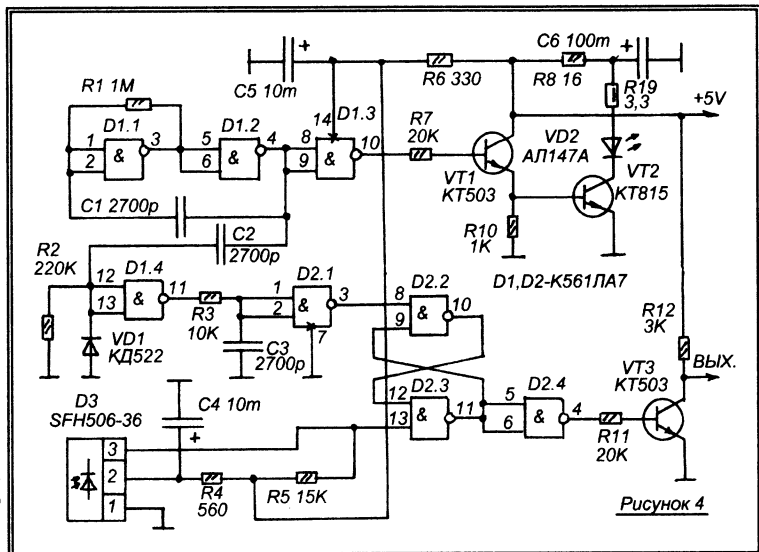 C5 10m
+
R6 330
R8 16
C6 100m
+
R1 1M
14
D1.3
R7
20K
R19
3,3
+5V
D1.1
D1.2
1
2
&
3
5
6
&
4
8
9
&
10
VD2
АЛ147А
VT1
КТ503
VT2
КТ815
C1 2700p
C2
2700p
R10
1K
D1,D2-К561ЛА7
R2
220K
D1.4
12
13
&
11
R3
10K
D2.1
1
2
&
3
7
D2.2
8
9
&
10
VD1
КД522
C3
2700p
R12
3K
D3
SFH506-36
C4 10m
+
D2.3
12
13
&
11
D2.4
5
6
&
4
VT3
КТ503
ВЫХ.
3
2
1
R4
560
R5 15K
R11
20K
Рисунок 4